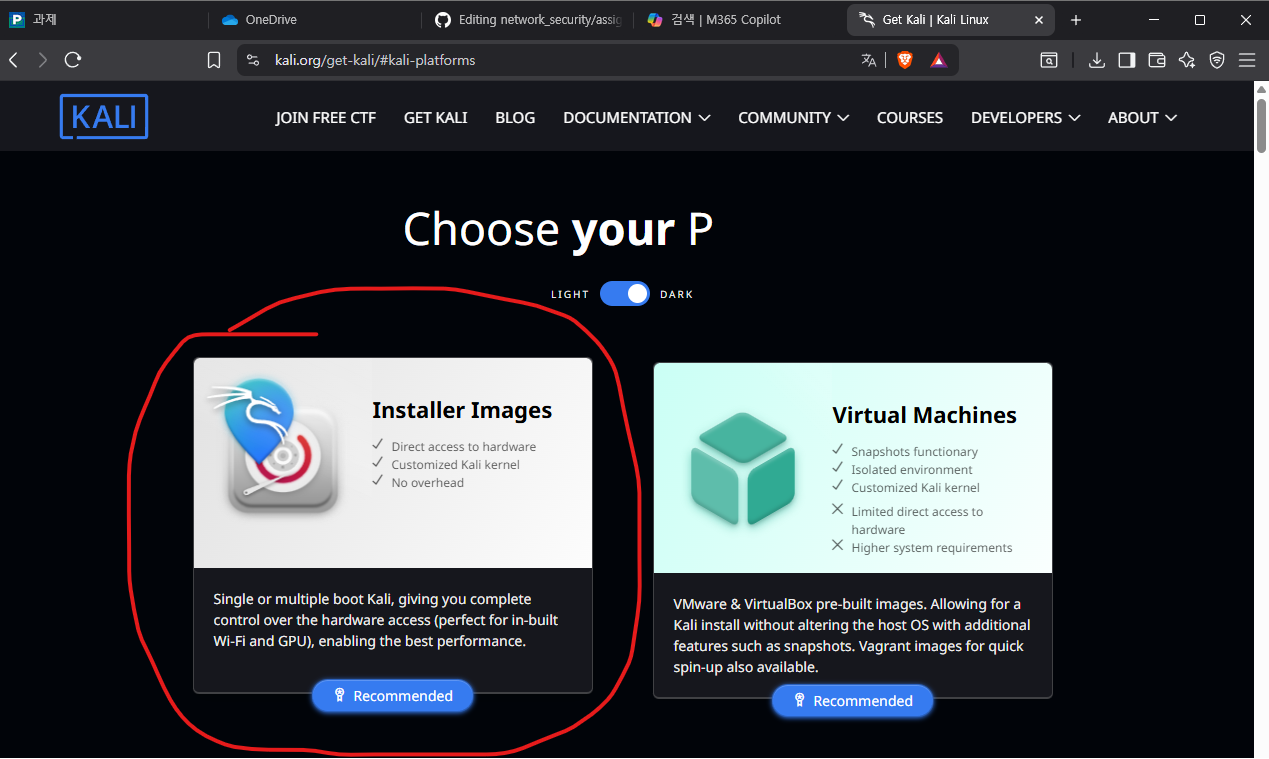 과제
OneDrive
Editing network_security/assig
검색 | M365 Copilot
Get Kali | Kali Linux
kali.org/get-kali/#kali-platforms
KALI
JOIN FREE CTF
GET KALI
BLOG
DOCUMENTATION
COMMUNITY
COURSES
DEVELOPERS
ABOUT
Choose your P
LIGHT
DARK
Installer Images
Direct access to hardware
Customized Kali kernel
No overhead
Single or multiple boot Kali, giving you complete
control over the hardware access (perfect for in-built
Wi-Fi and GPU), enabling the best performance.
Recommended
Virtual Machines
Snapshots functionary
Isolated environment
Customized Kali kernel
Limited direct access to
hardware
Higher system requirements
VMware & VirtualBox pre-built images. Allowing for a
Kali install without altering the host OS with additional
features such as snapshots. Vagrant images for quick
spin-up also available.
Recommended